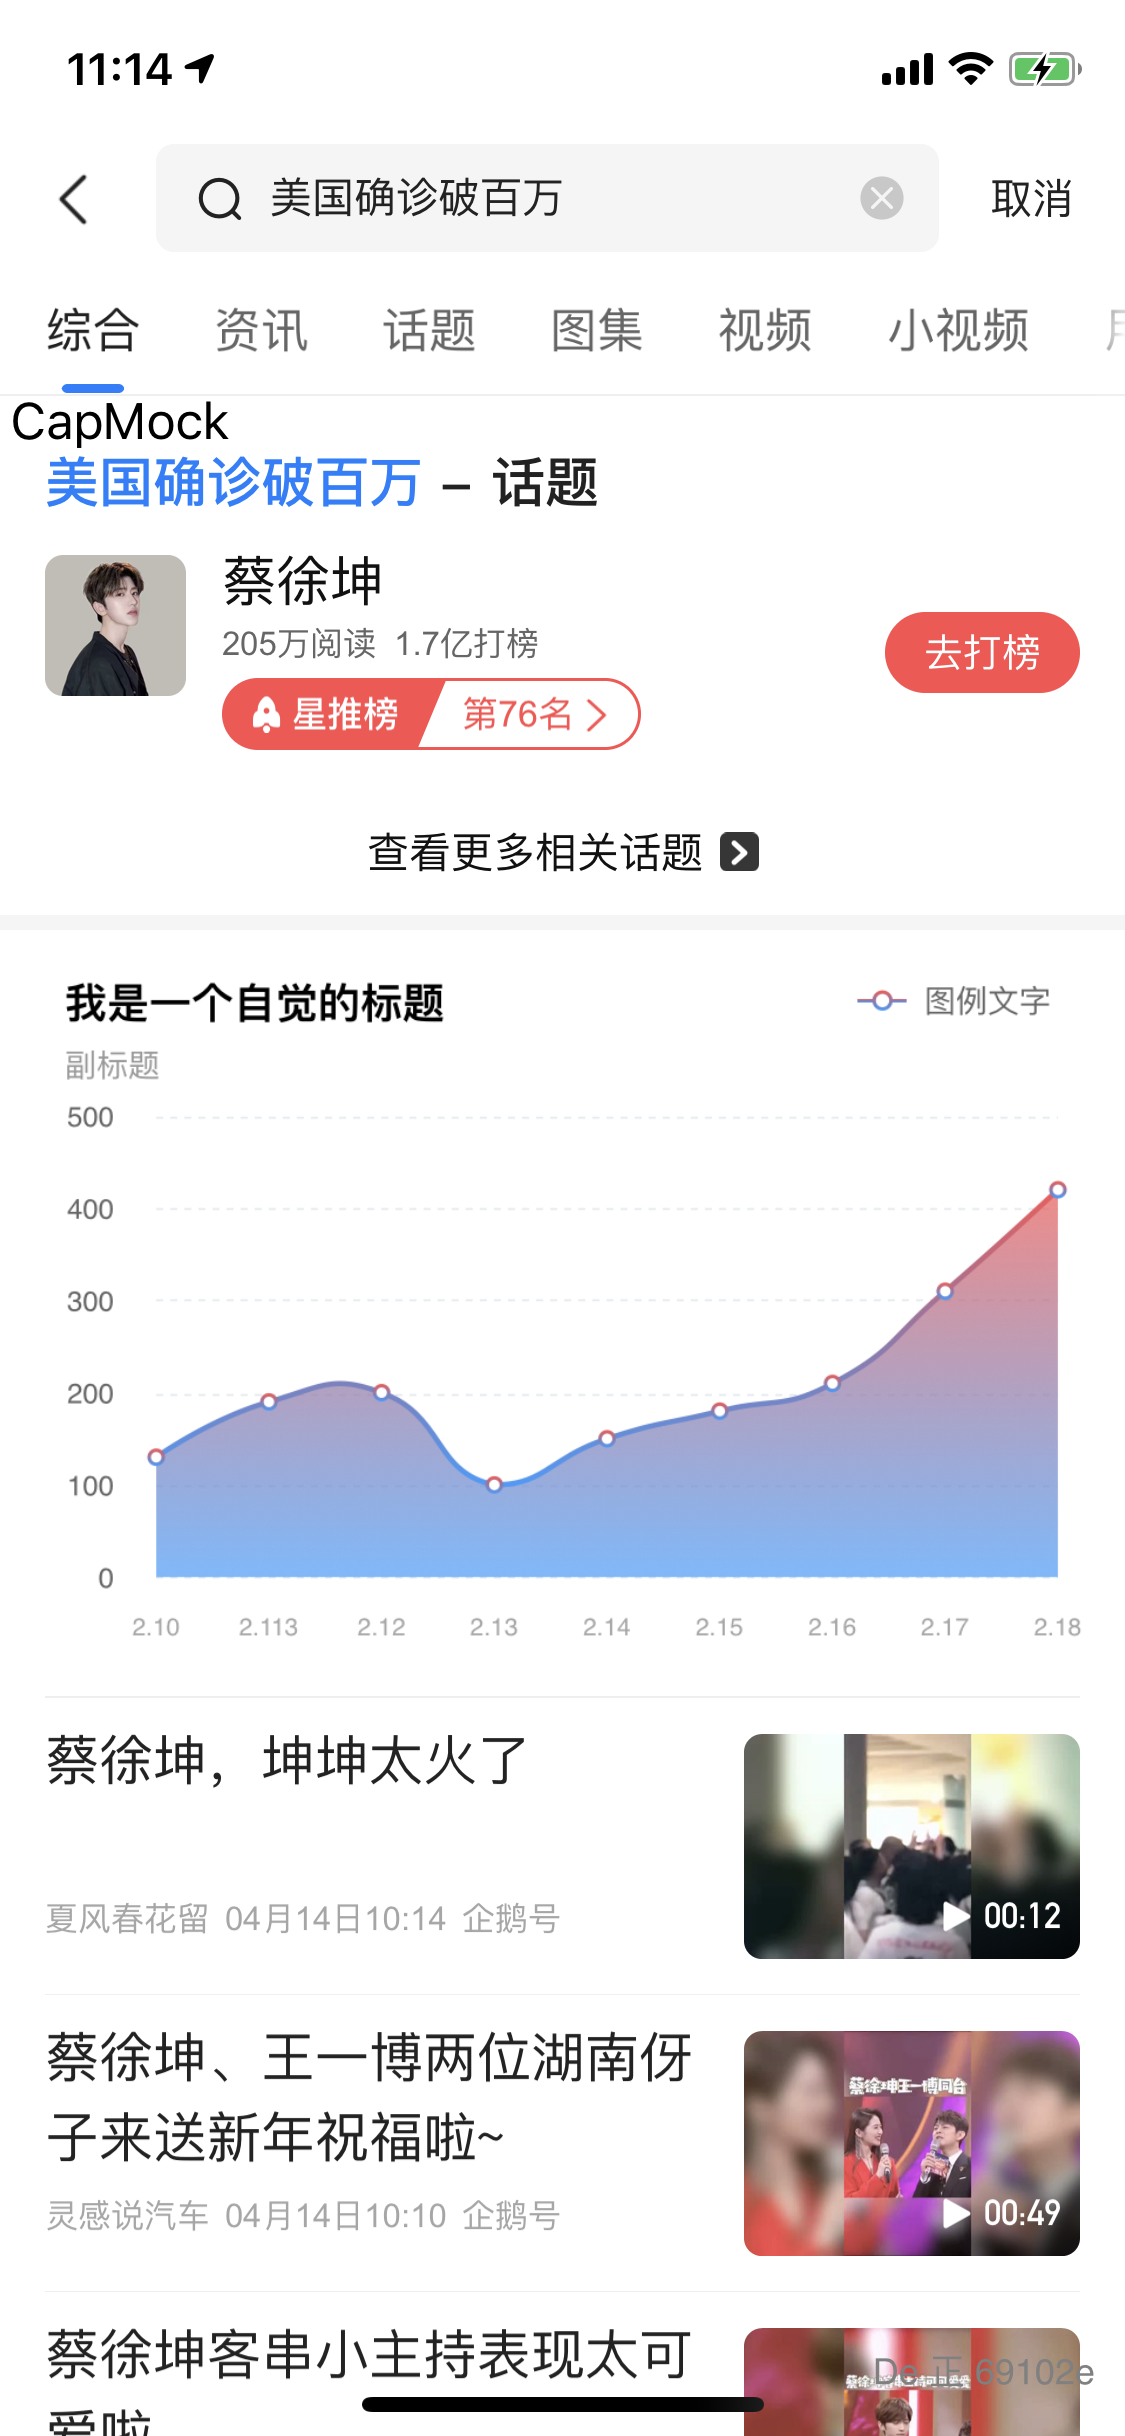 11:14
美国确诊破百万
取消
综合 资讯 话题 图集 视频 小视频
CapMock
美国确诊破百万 – 话题
蔡徐坤
205万阅读 1.7亿打榜
去打榜
星推榜 第76名
查看更多相关话题
我是一个自觉的标题
图例文字
副标题
500
400
300
200
100
0
2.10 2.113 2.12 2.13 2.14 2.15 2.16 2.17 2.18
蔡徐坤，坤坤太火了
夏风春花留 04月14日10:14 企鹅号
00:12
蔡徐坤、王一博两位湖南伢
子来送新年祝福啦~
灵感说汽车 04月14日10:10 企鹅号
蔡徐坤王一博同台
00:49
蔡徐坤客串小主持表现太可
爱啦
De 正 69102e